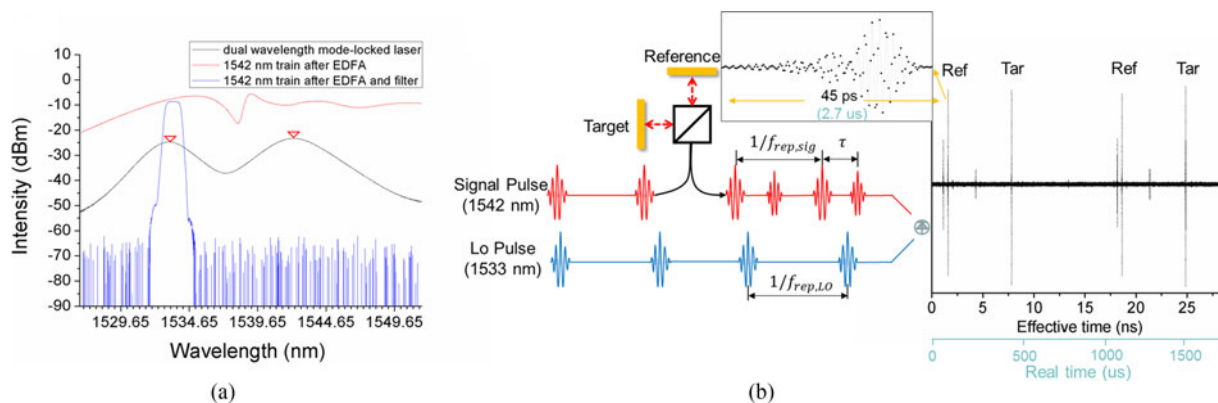 10
0
-10
-20
-30
-40
-50
-60
-70
-80
-90
Intensity (dBm)
dual wavelength mode-locked laser
1542 nm train after EDFA
1542 nm train after EDFA and filter
1529.65 1534.65 1539.65 1544.65 1549.65
Wavelength (nm)
(a)
Reference
Target
45 ps
(2.7 us)
Signal Pulse
(1542 nm)
1/f_rep,sig
τ
Lo Pulse
(1533 nm)
1/f_rep,LO
Ref Tar Ref Tar
0 5 10 15 20 25
Effective time (ns)
0 500 1000 1500
Real time (us)
(b)